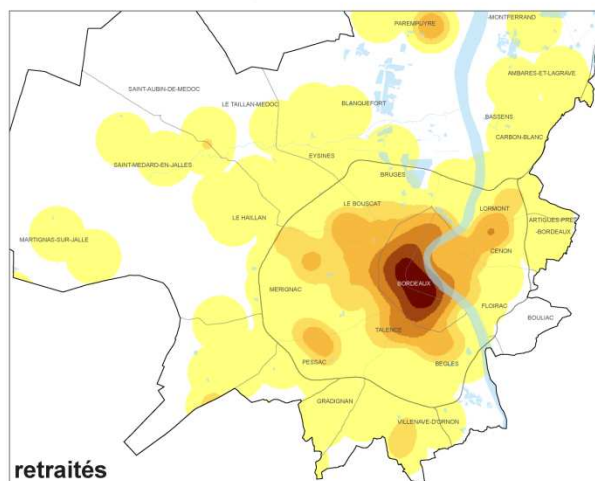 -MONTFERRAND
PAREMPUYRE
AMBARES-ET-LAGRAVE
SAINT-AUBIN-DE-MEDOC
LE TAILLAN-MEDOC
BLANQUEFORT
BASSENS
CARBON-BLANC
EYSINES
SAINT-MEDARD-EN-JALLES
BRUGES
LE BOUSCAT
LORMONT
LE HAILLAN
ARTIGUES-PRES
-BORDEAUX
MARTIGNAS-SUR-JALLE
CENON
MERIGNAC
BORDEAUX
FLOIRAC
BOULIAC
TALENCE
PESSAC
BEGLES
GRADIGNAN
VILLENAVE-D'ORNON
retraités